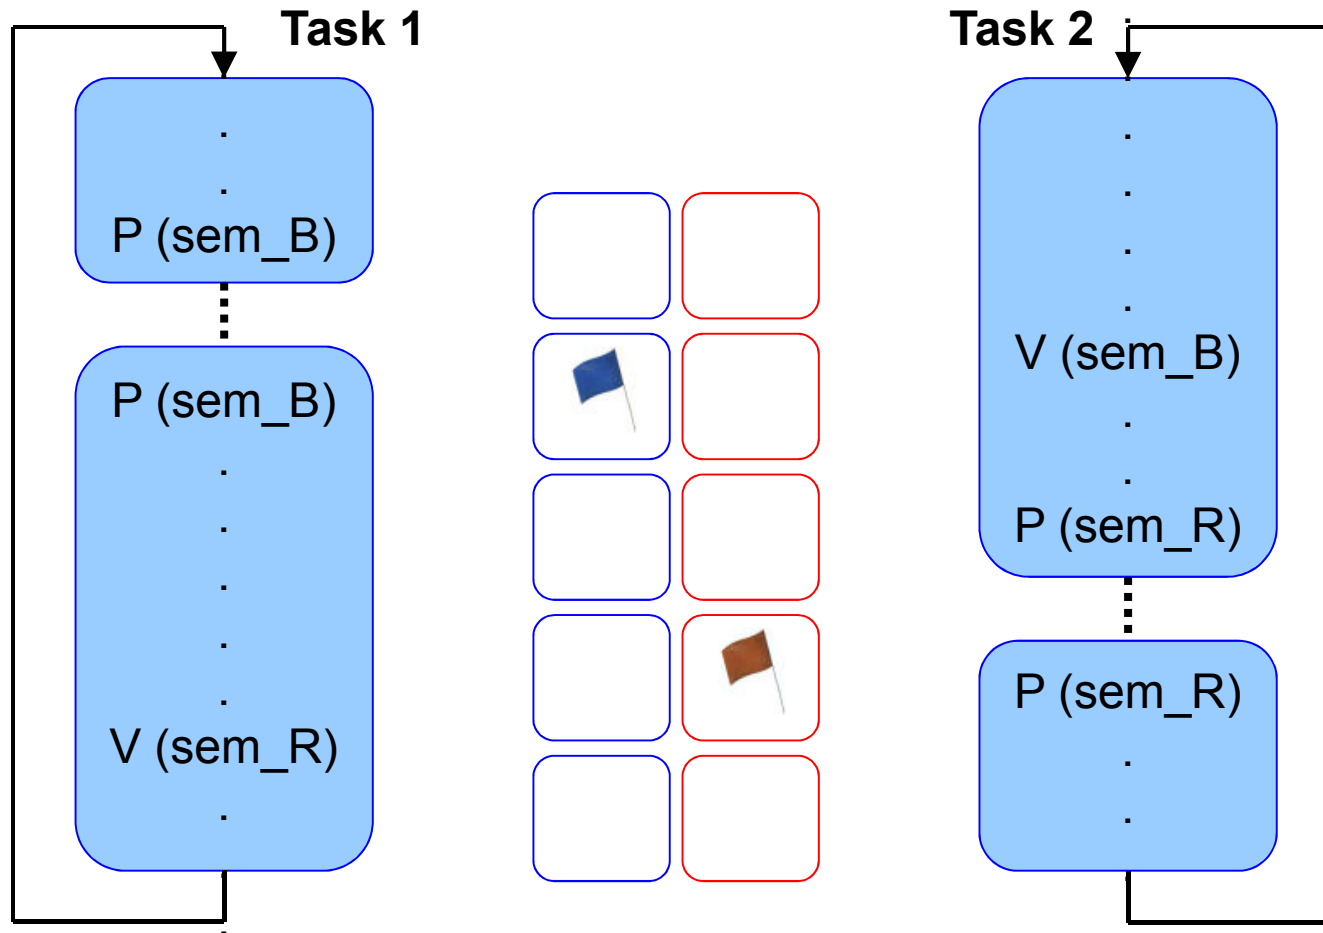 Task 1
P (sem_B)
P (sem_B)
V (sem_R)
Task 2
V (sem_B)
P (sem_R)
P (sem_R)